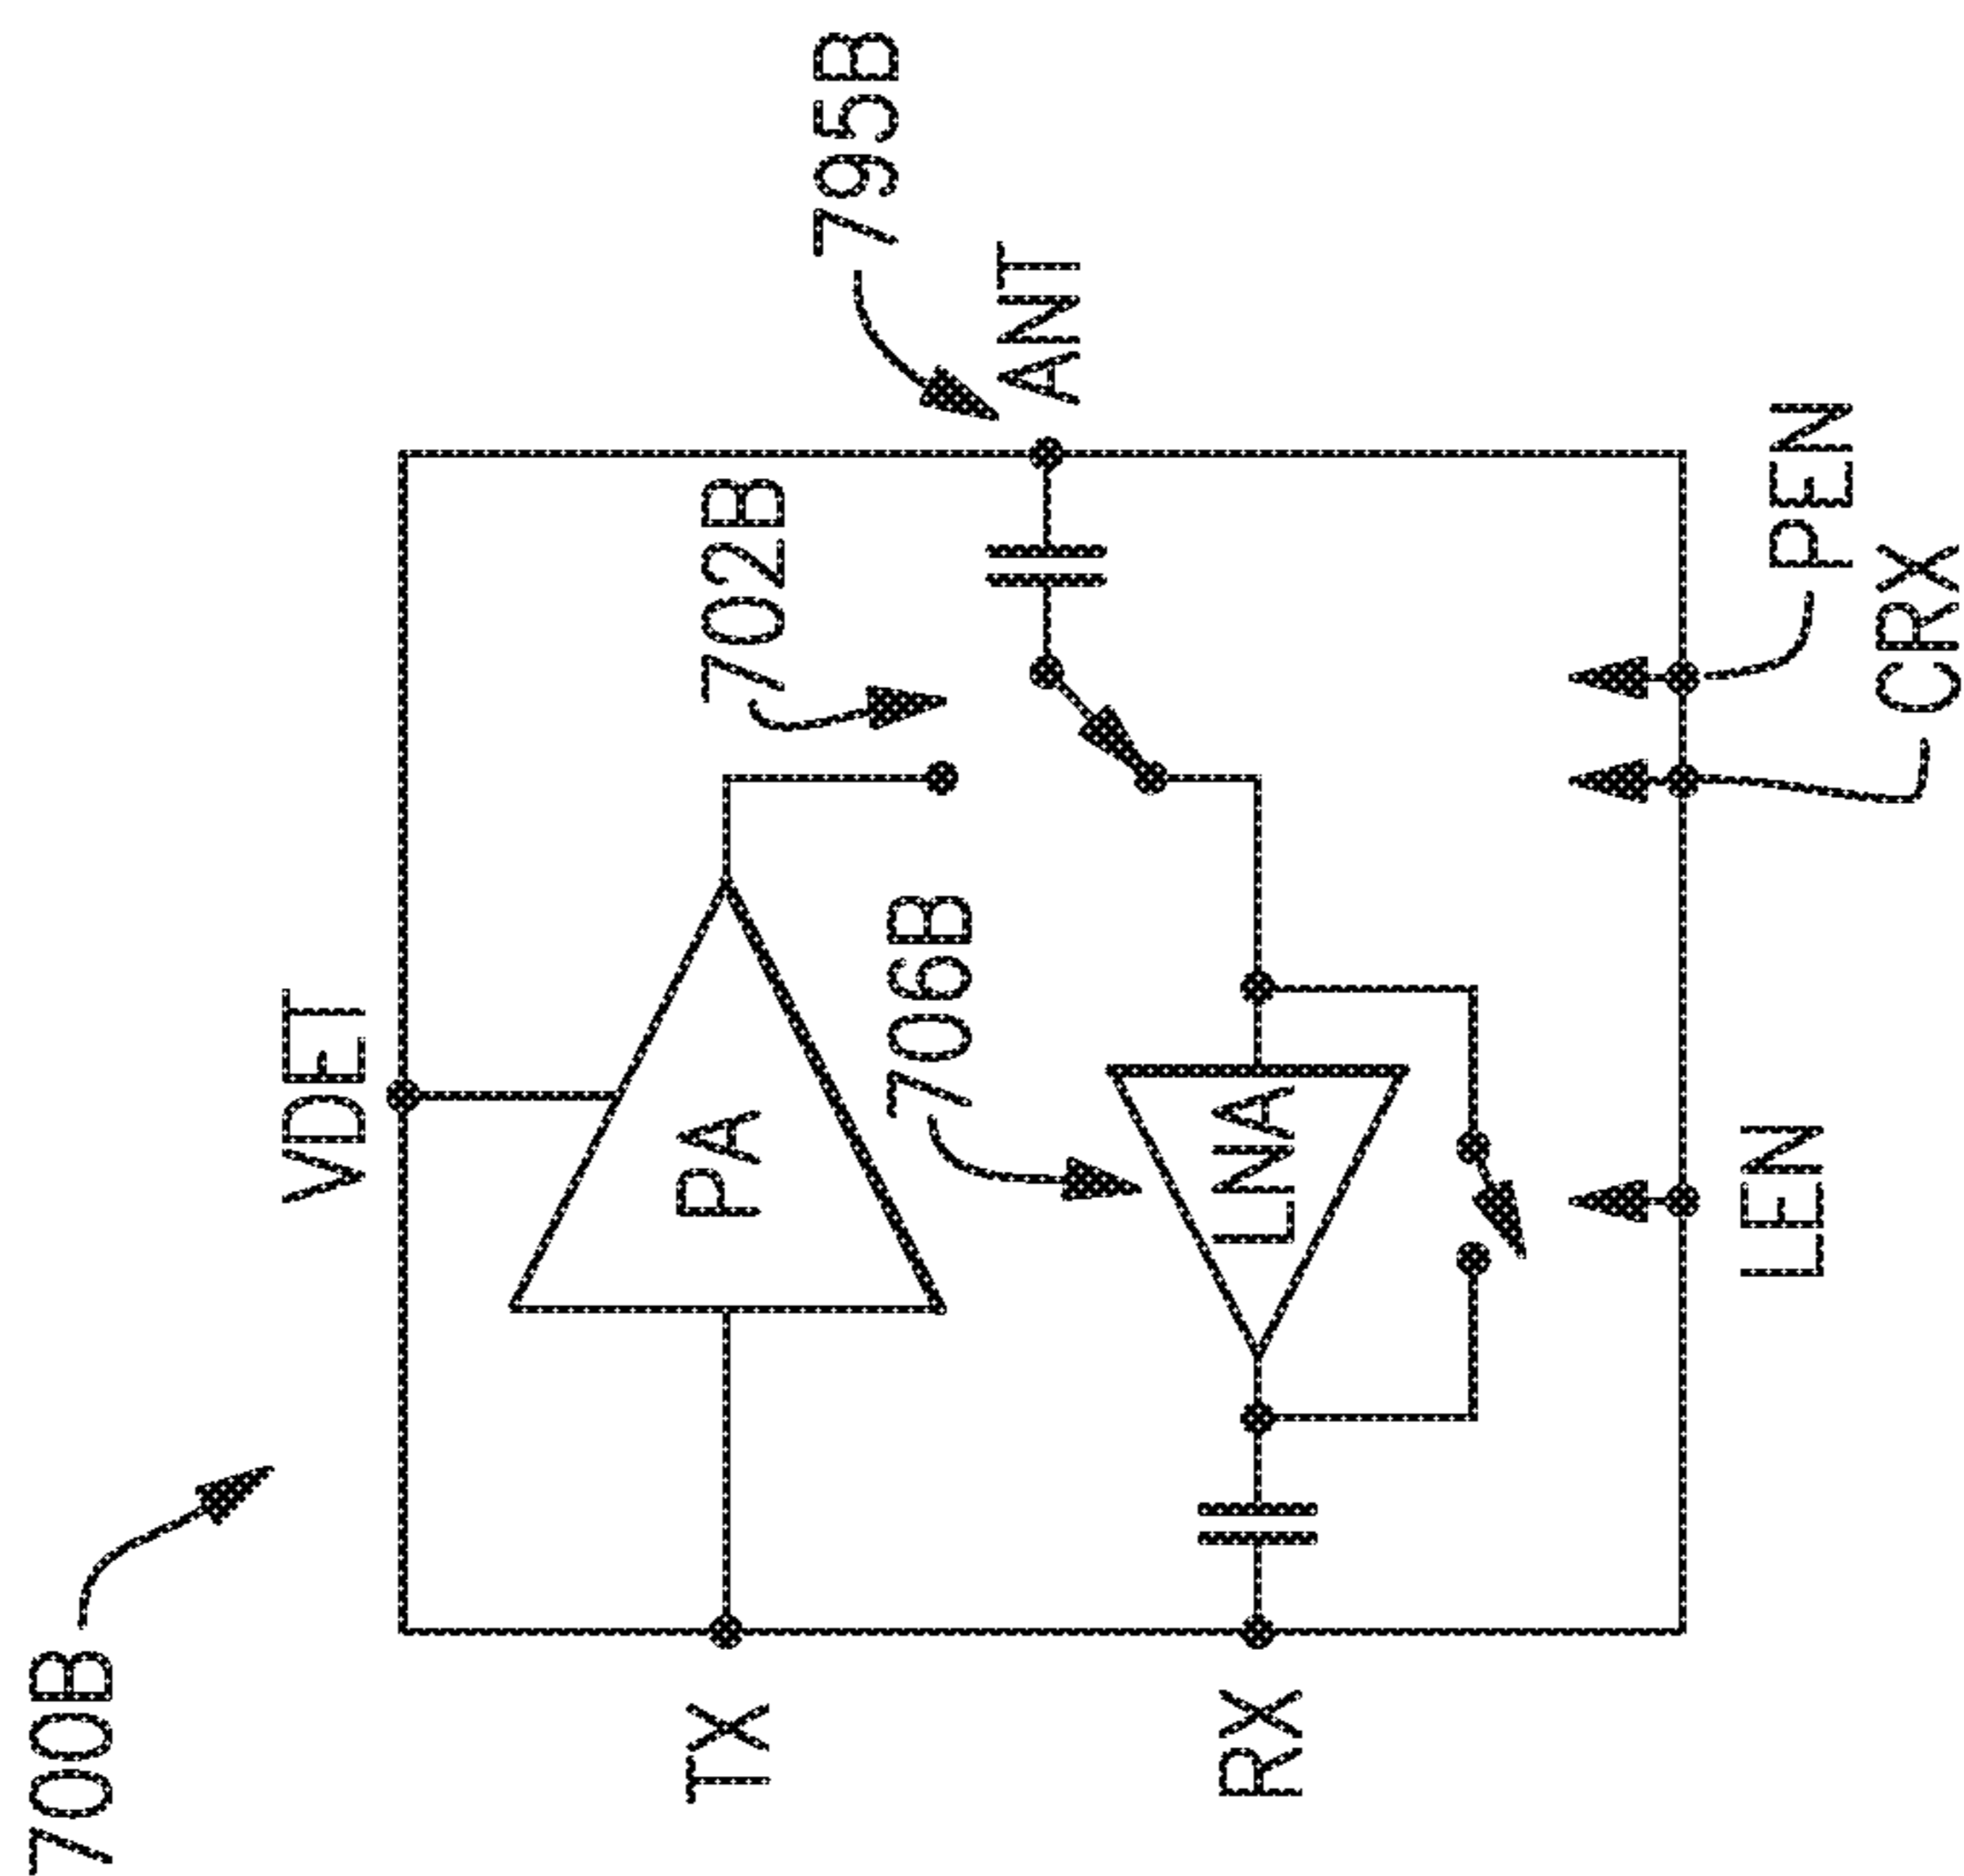 700B
VDET
795B
702B
ANT
PA
706B
LNA
TX
RX
LEN
PEN
CRX